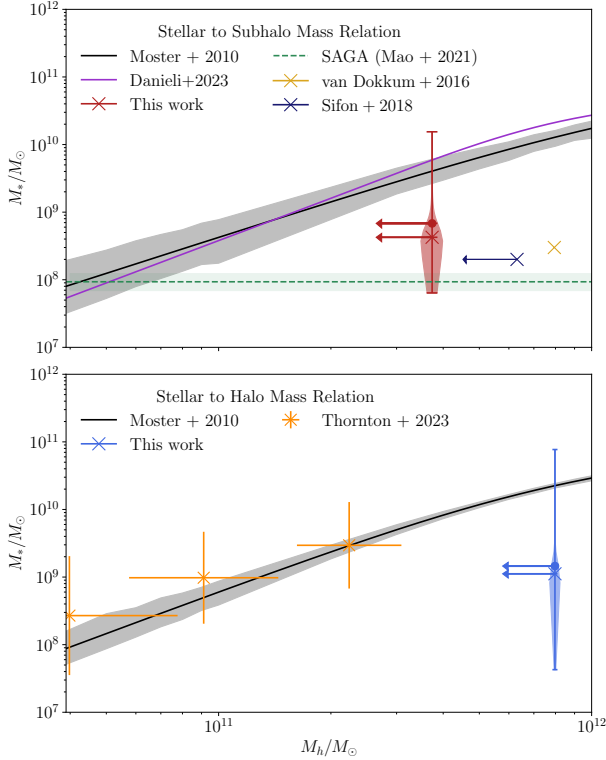 Stellar to Subhalo Mass Relation
Moster + 2010
Danieli+2023
This work
SAGA (Mao + 2021)
van Dokkum + 2016
Sifon + 2018
10^12
10^11
10^10
10^9
10^8
10^7
M_*/M_⊙
Stellar to Halo Mass Relation
Moster + 2010
This work
Thornton + 2023
10^12
10^11
10^10
10^9
10^8
10^7
M_*/M_⊙
10^11
10^12
M_h/M_⊙